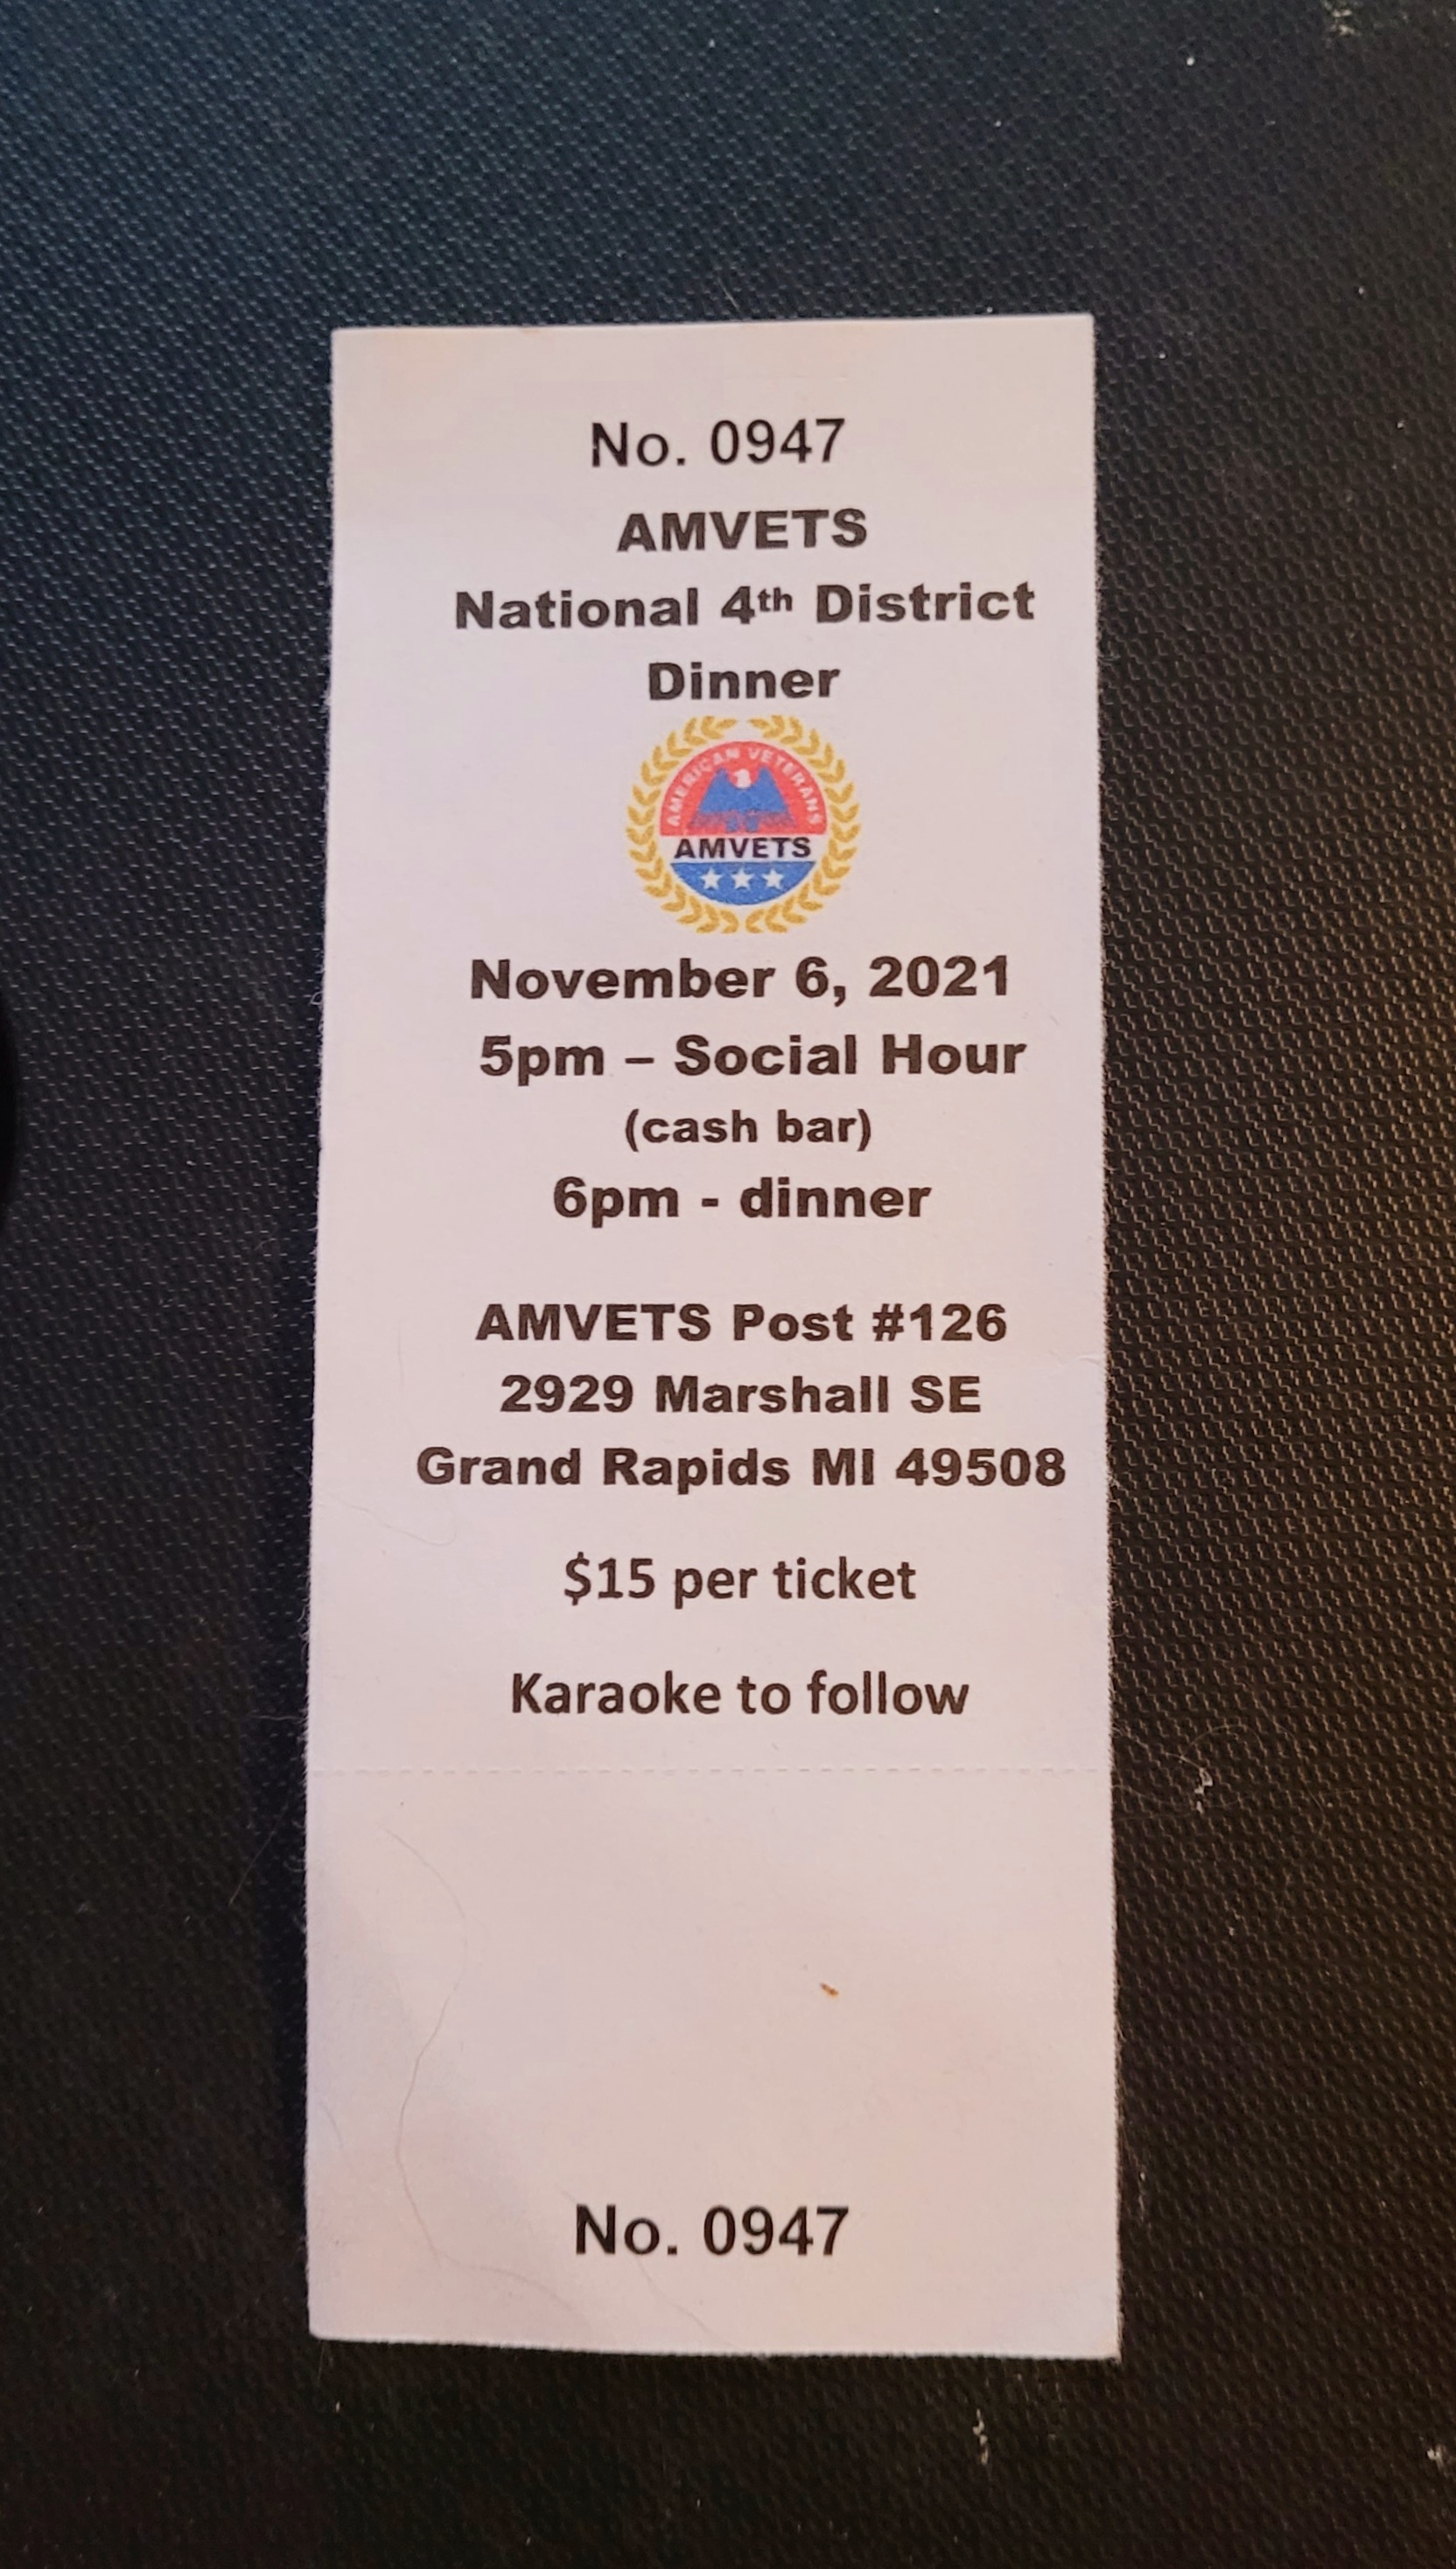 No. 0947
AMVETS
National 4th District
Dinner
AMERICAN VETERANS
AMVETS
November 6, 2021
5pm – Social Hour
(cash bar)
6pm - dinner
AMVETS Post #126
2929 Marshall SE
Grand Rapids MI 49508
$15 per ticket
Karaoke to follow
No. 0947